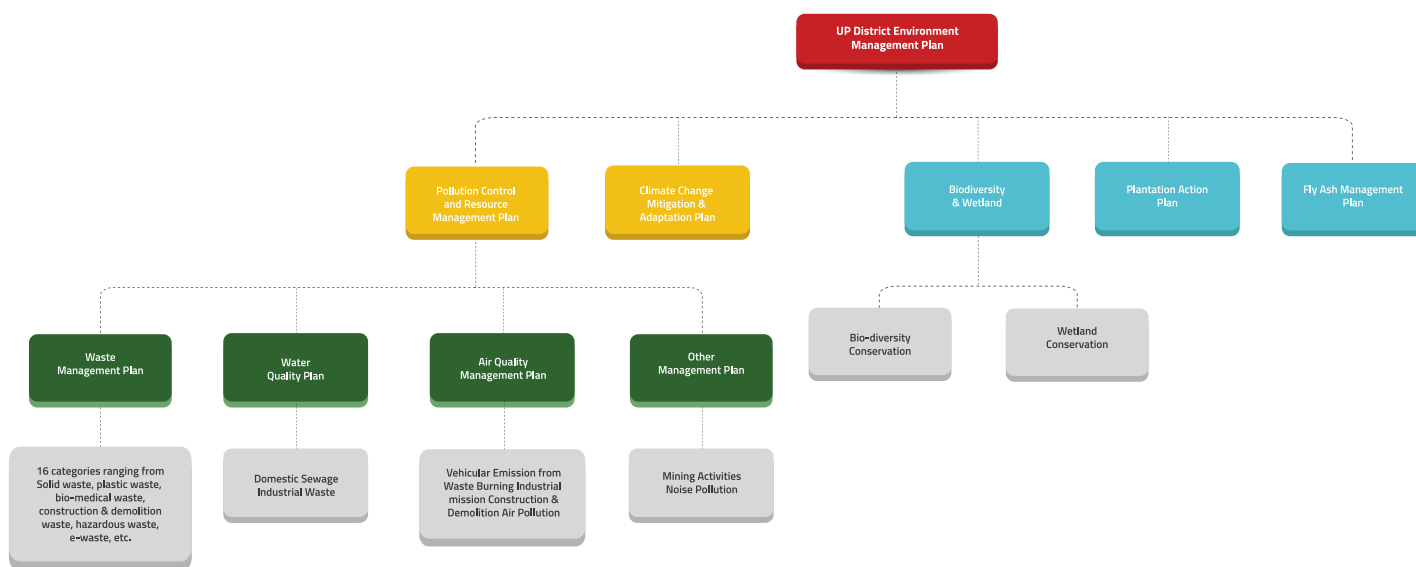 UP District Environment
Management Plan
Pollution Control
and Resource
Management Plan
Climate Change
Mitigation &
Adaptation Plan
Biodiversity
& Wetland
Plantation Action
Plan
Fly Ash Management
Plan
Waste
Management Plan
Water
Quality Plan
Air Quality
Management Plan
Other
Management Plan
Bio-diversity
Conservation
Wetland
Conservation
16 categories ranging from
Solid waste, plastic waste,
bio-medical waste,
construction & demolition
waste, hazardous waste,
e-waste, etc.
Domestic Sewage
Industrial Waste
Vehicular Emission from
Waste Burning Industrial
mission Construction &
Demolition Air Pollution
Mining Activities
Noise Pollution